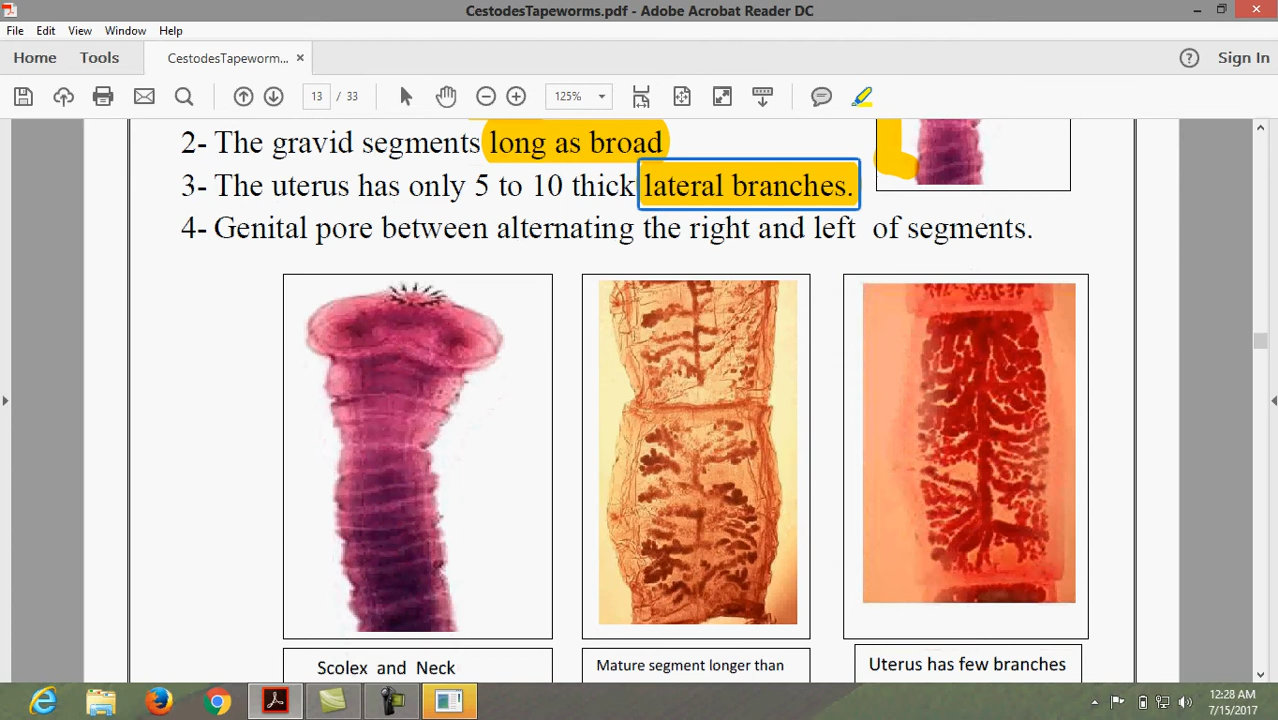 CestodesTapeworms.pdf - Adobe Acrobat Reader DC
File Edit View Window Help
Home Tools CestodesTapeworm... × ? Sign In
13 / 33 125%
2- The gravid segments long as broad
3- The uterus has only 5 to 10 thick lateral branches.
4- Genital pore between alternating the right and left of segments.
Scolex and Neck
Mature segment longer than
Uterus has few branches
12:28 AM
7/15/2017